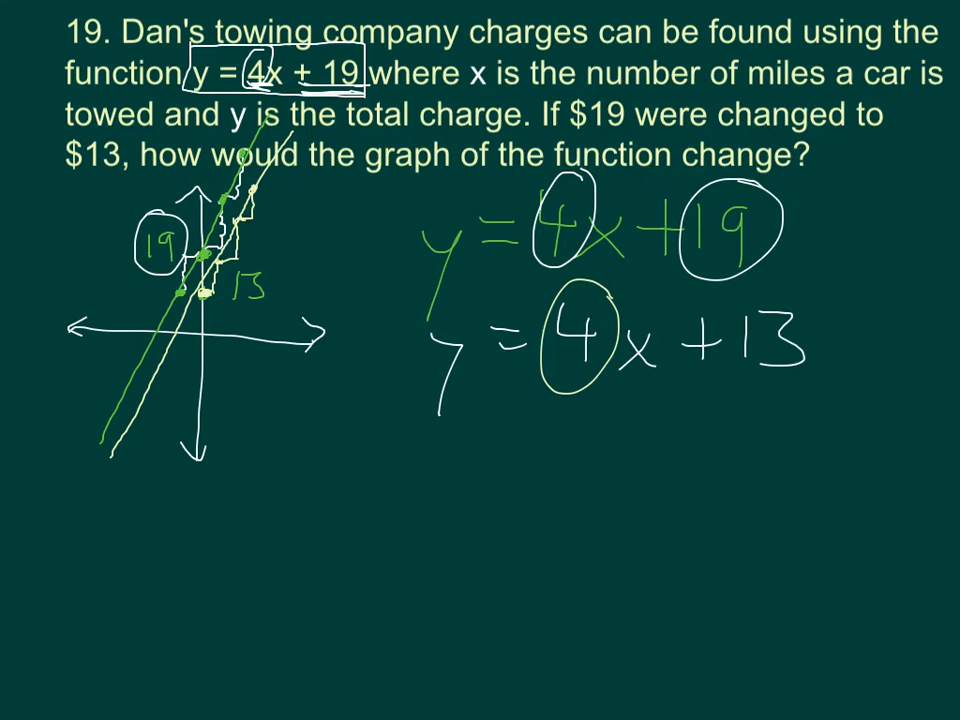 19. Dan's towing company charges can be found using the
function y = 4x + 19 where x is the number of miles a car is
towed and y is the total charge. If $19 were changed to
$13, how would the graph of the function change?
y = 4x + 19
19
13
y = 4x + 13